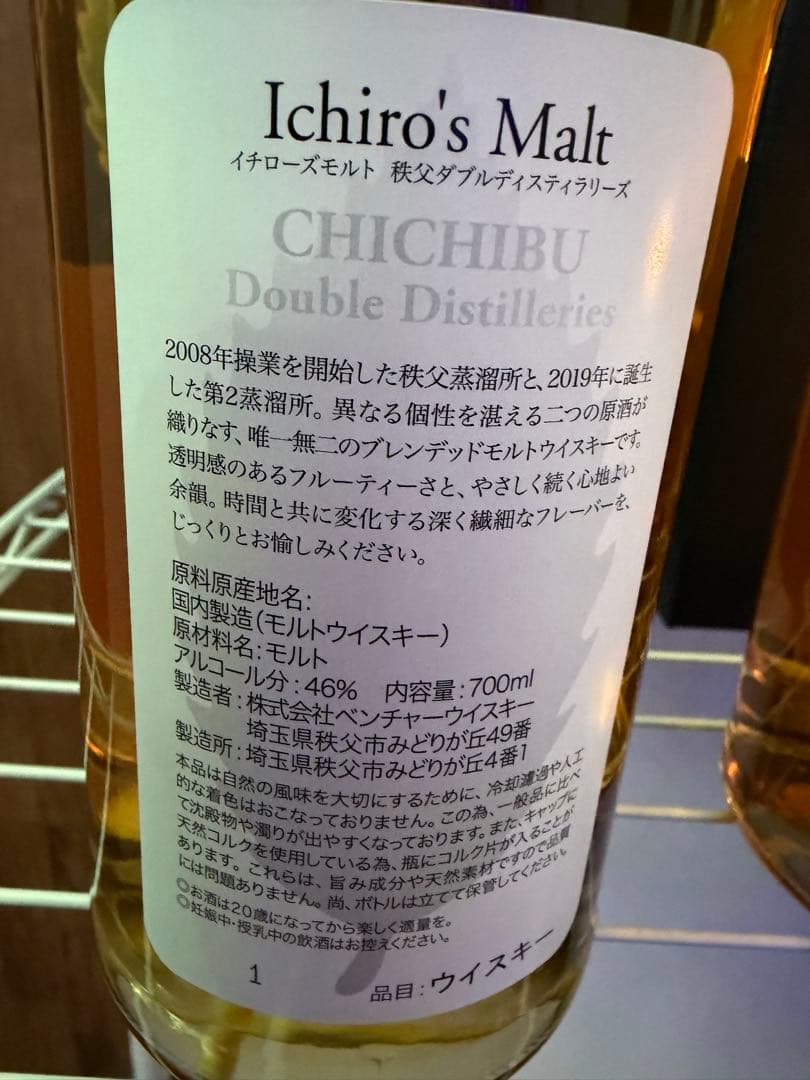 Ichiro's Malt
イチローズモルト 秩父ダブルディスティラリーズ
CHICHIBU
Double Distilleries
2008年操業を開始した秩父蒸溜所と、2019年に誕生
した第2蒸溜所。異なる個性を湛える二つの原酒が
織りなす、唯一無二のブレンデッドモルトウイスキーです。
透明感のあるフルーティーさと、やさしく続く心地よい
余韻。時間と共に変化する深く繊細なフレーバーを、
じっくりとお愉しみください。
原料原産地名:
国内製造(モルトウイスキー)
原材料名:モルト
アルコール分:46% 内容量:700ml
製造者:株式会社ベンチャーウイスキー
埼玉県秩父市みどりが丘49番
製造所:埼玉県秩父市みどりが丘4番1
本品は自然の風味を大切にするために、冷却濾過や人工
的な着色はおこなっておりません。この為、一般品に比べ
て沈殿物や濁りが出やすくなっております。また、キャップに
天然コルクを使用している為、瓶にコルク片が入ることが
あります。これらは、旨み成分や天然素材ですので品質
には問題ありません。尚、ボトルは立てて保管してください。
◎お酒は20歳になってから楽しく適量を。
◎妊娠中・授乳中の飲酒はお控えください。
1
品目:ウイスキー